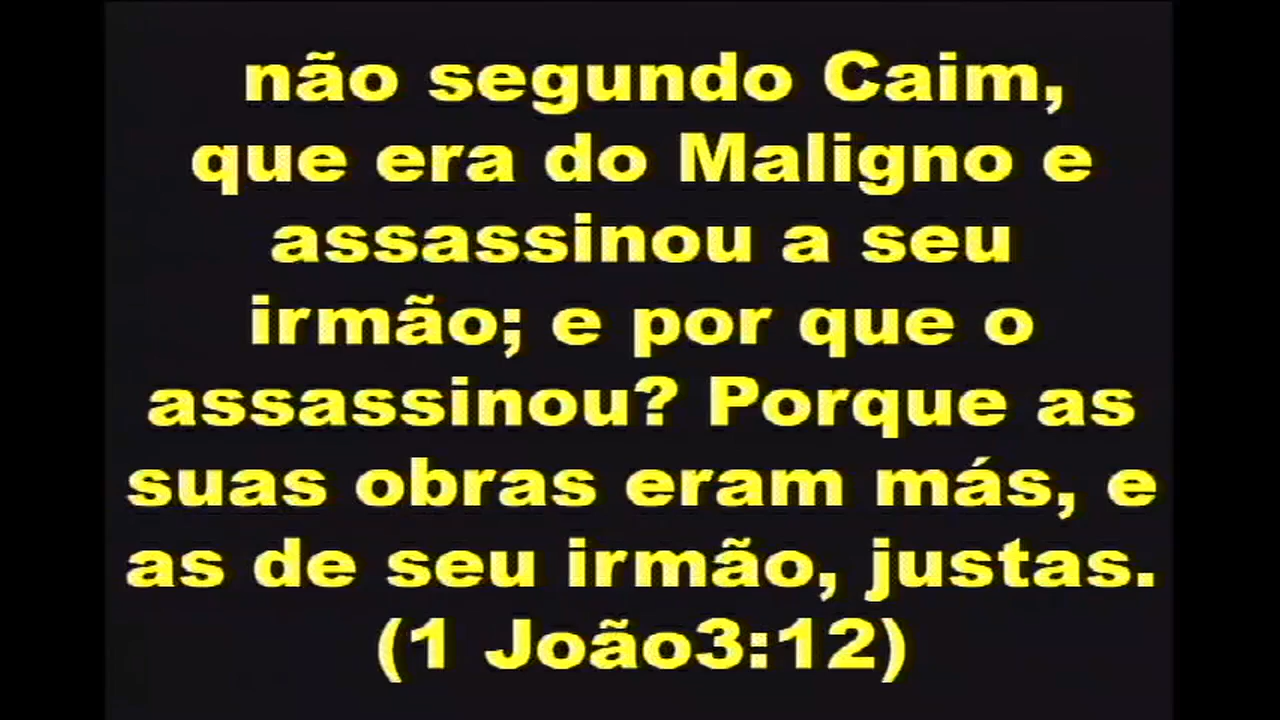 não segundo Caim,
que era do Maligno e
assassinou a seu
irmão; e por que o
assassinou? Porque as
suas obras eram más, e
as de seu irmão, justas.
(1 João3:12)